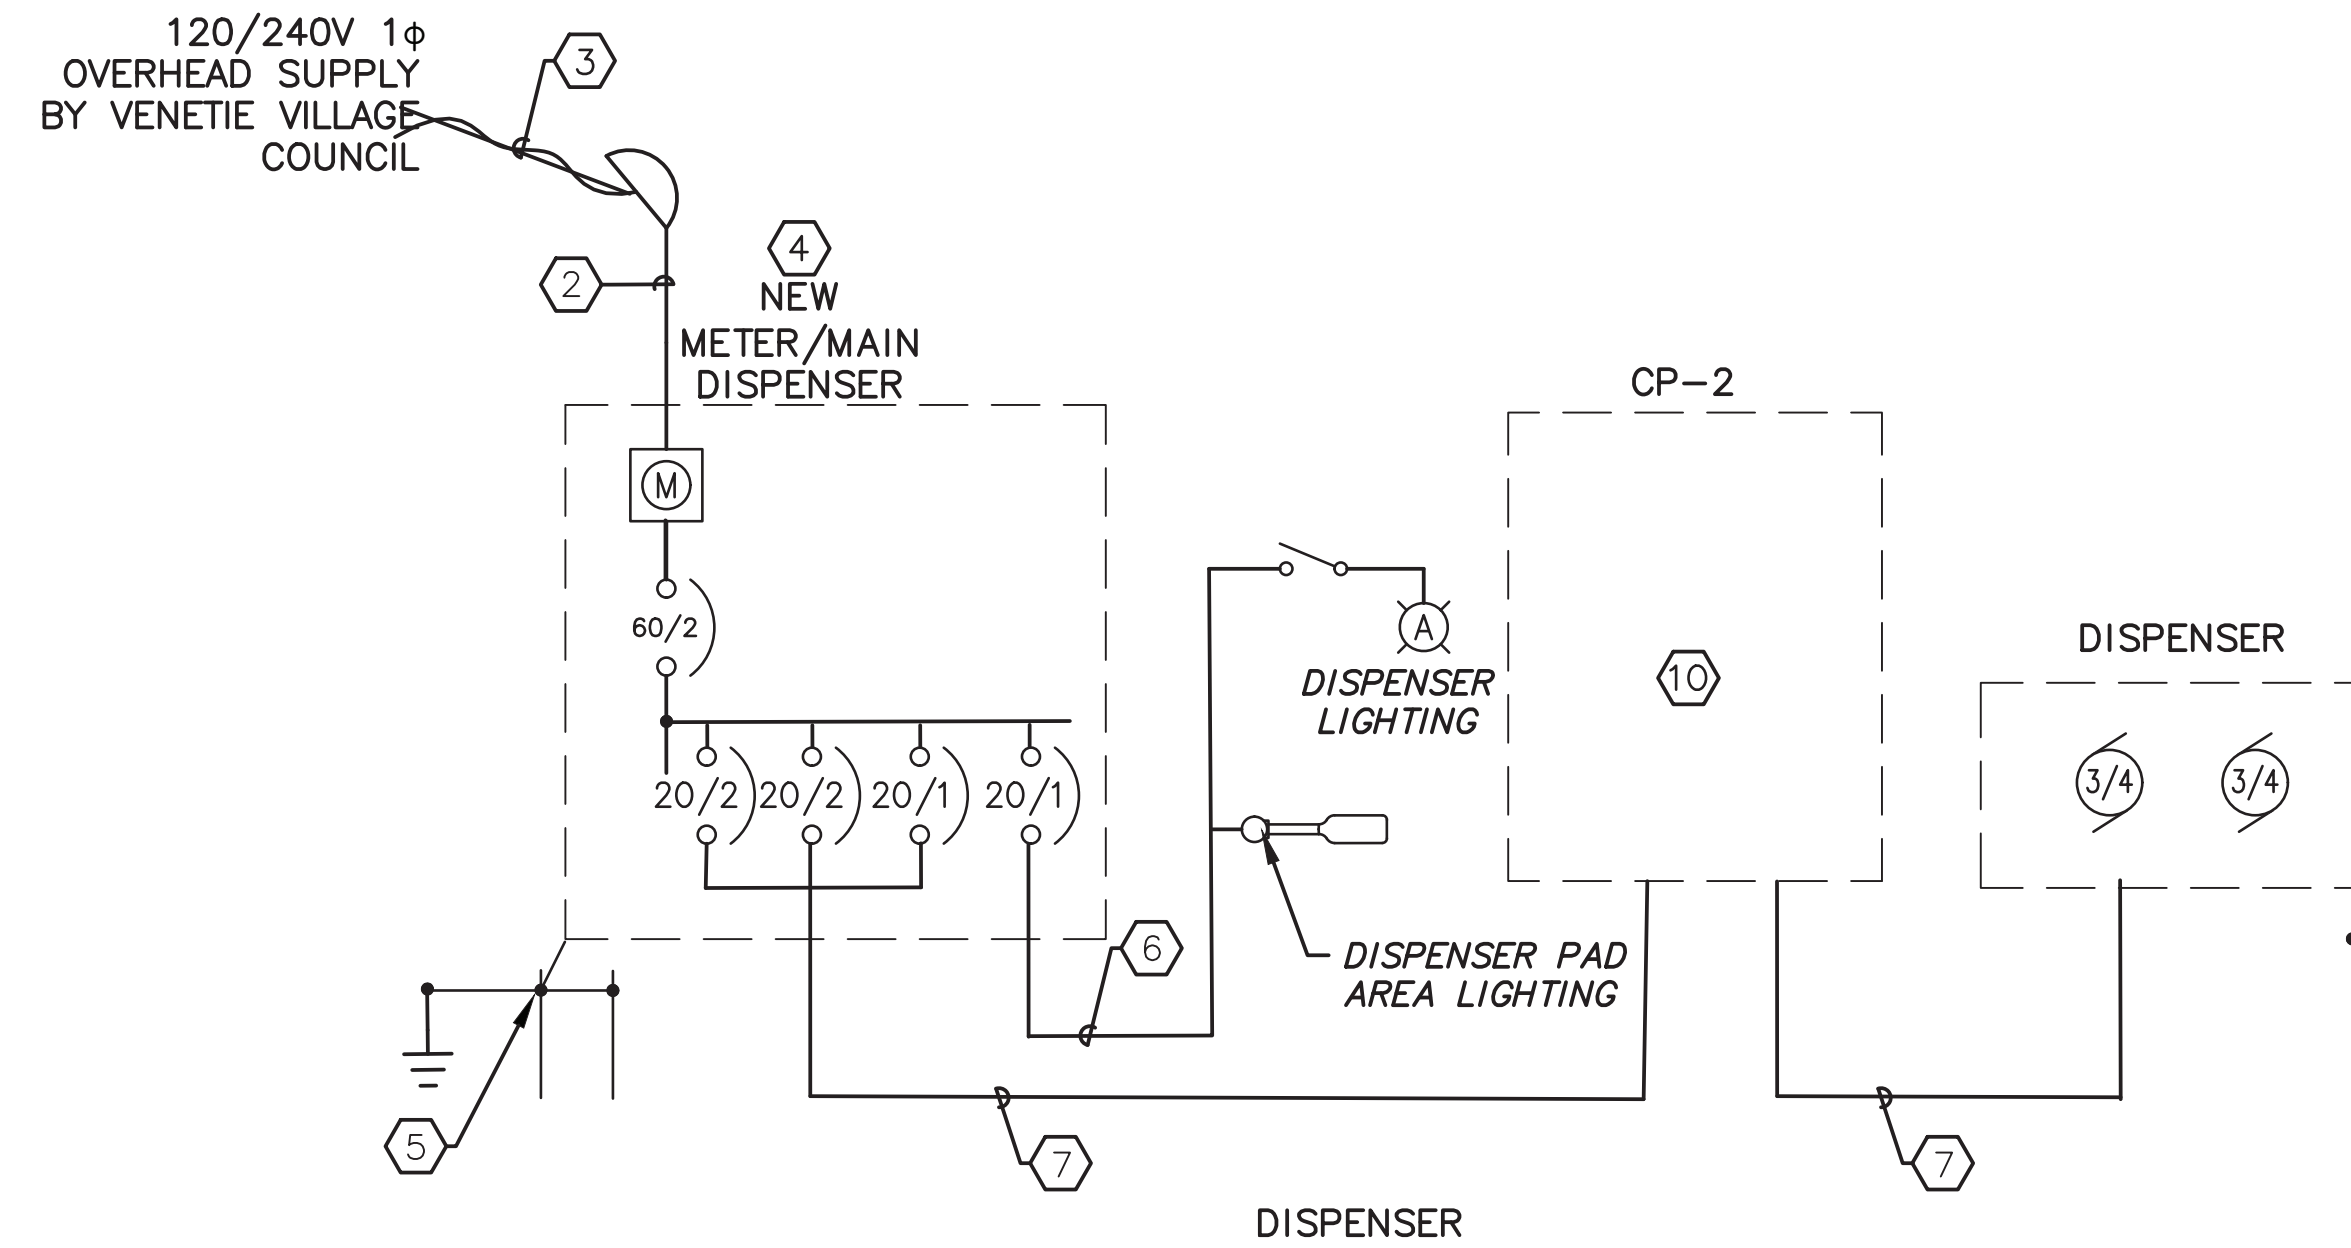 120/240V 1ϕ
OVERHEAD SUPPLY
BY VENETIE VILLAGE
COUNCIL
3
2
4
NEW
METER/MAIN
DISPENSER
M
60/2
20/2 20/2 20/1 20/1
5
6
7
A
DISPENSER
LIGHTING
DISPENSER PAD
AREA LIGHTING
CP-2
10
DISPENSER
3/4 3/4
7
DISPENSER